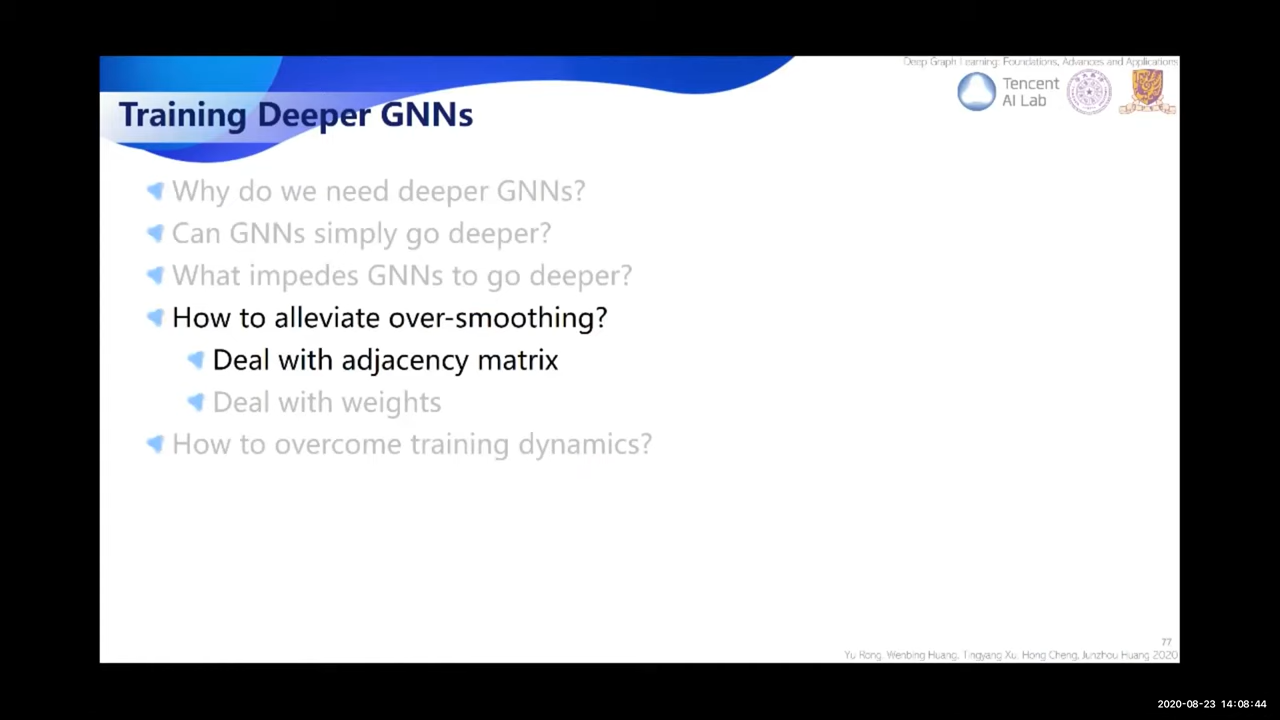 Deep Graph Learning: Foundations, Advances and Applications
Tencent
AI Lab
Training Deeper GNNs
Why do we need deeper GNNs?
Can GNNs simply go deeper?
What impedes GNNs to go deeper?
How to alleviate over-smoothing?
Deal with adjacency matrix
Deal with weights
How to overcome training dynamics?
77
Yu Rong, Wenbing Huang, Tingyang Xu, Hong Cheng, Junzhou Huang 2020
2020-08-23 14:08:44